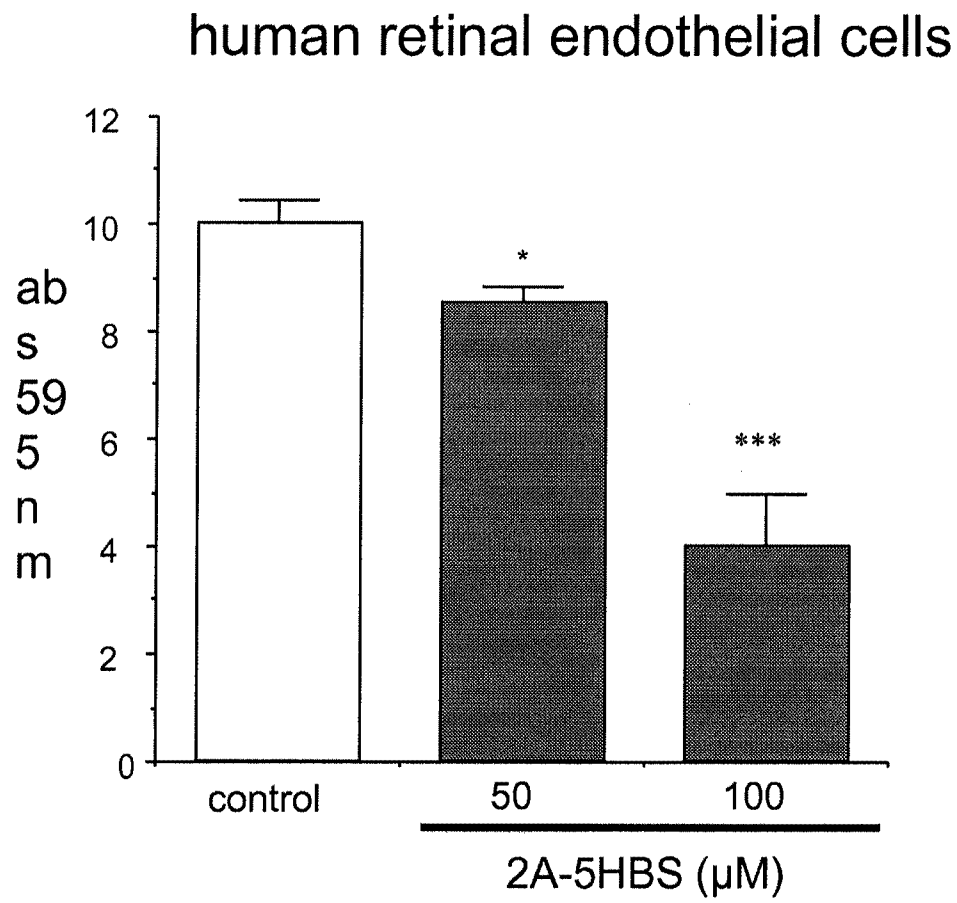 human retinal endothelial cells
12
10
8
6
4
2
0
ab
s
59
5
n
m
*
***
control
50
100
2A-5HBS (µM)